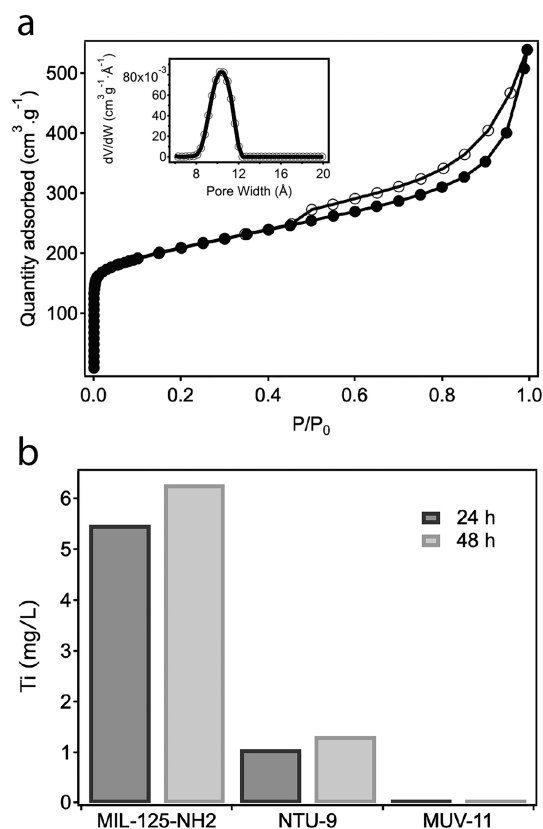 a
Quantity adsorbed (cm³.g⁻¹)
500
400
300
200
100
0.0 0.2 0.4 0.6 0.8 1.0
P/P₀
dV/dW (cm³g⁻¹·Å⁻¹)
80x10⁻³
60
40
20
0
8 12 16 20
Pore Width (Å)
b
Ti (mg/L)
6
5
4
3
2
1
0
24 h
48 h
MIL-125-NH2 NTU-9 MUV-11